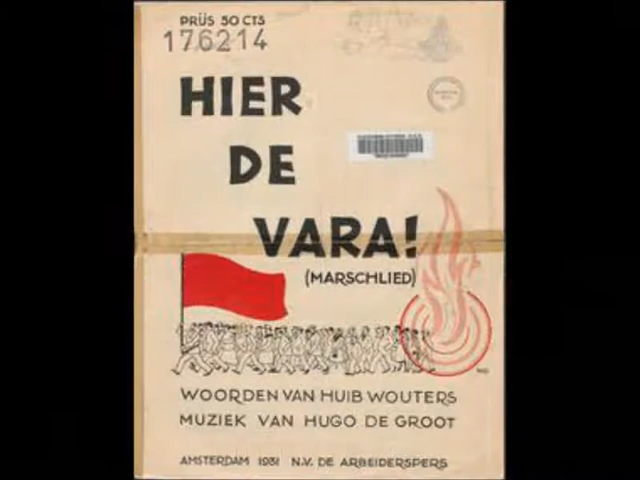 PRIJS 50 CTS
176214
HIER
DE
VARA!
(MARSCHLIED)
WOORDEN VAN HUIB WOUTERS
MUZIEK VAN HUGO DE GROOT
AMSTERDAM 1931 N.V. DE ARBEIDERSPERS